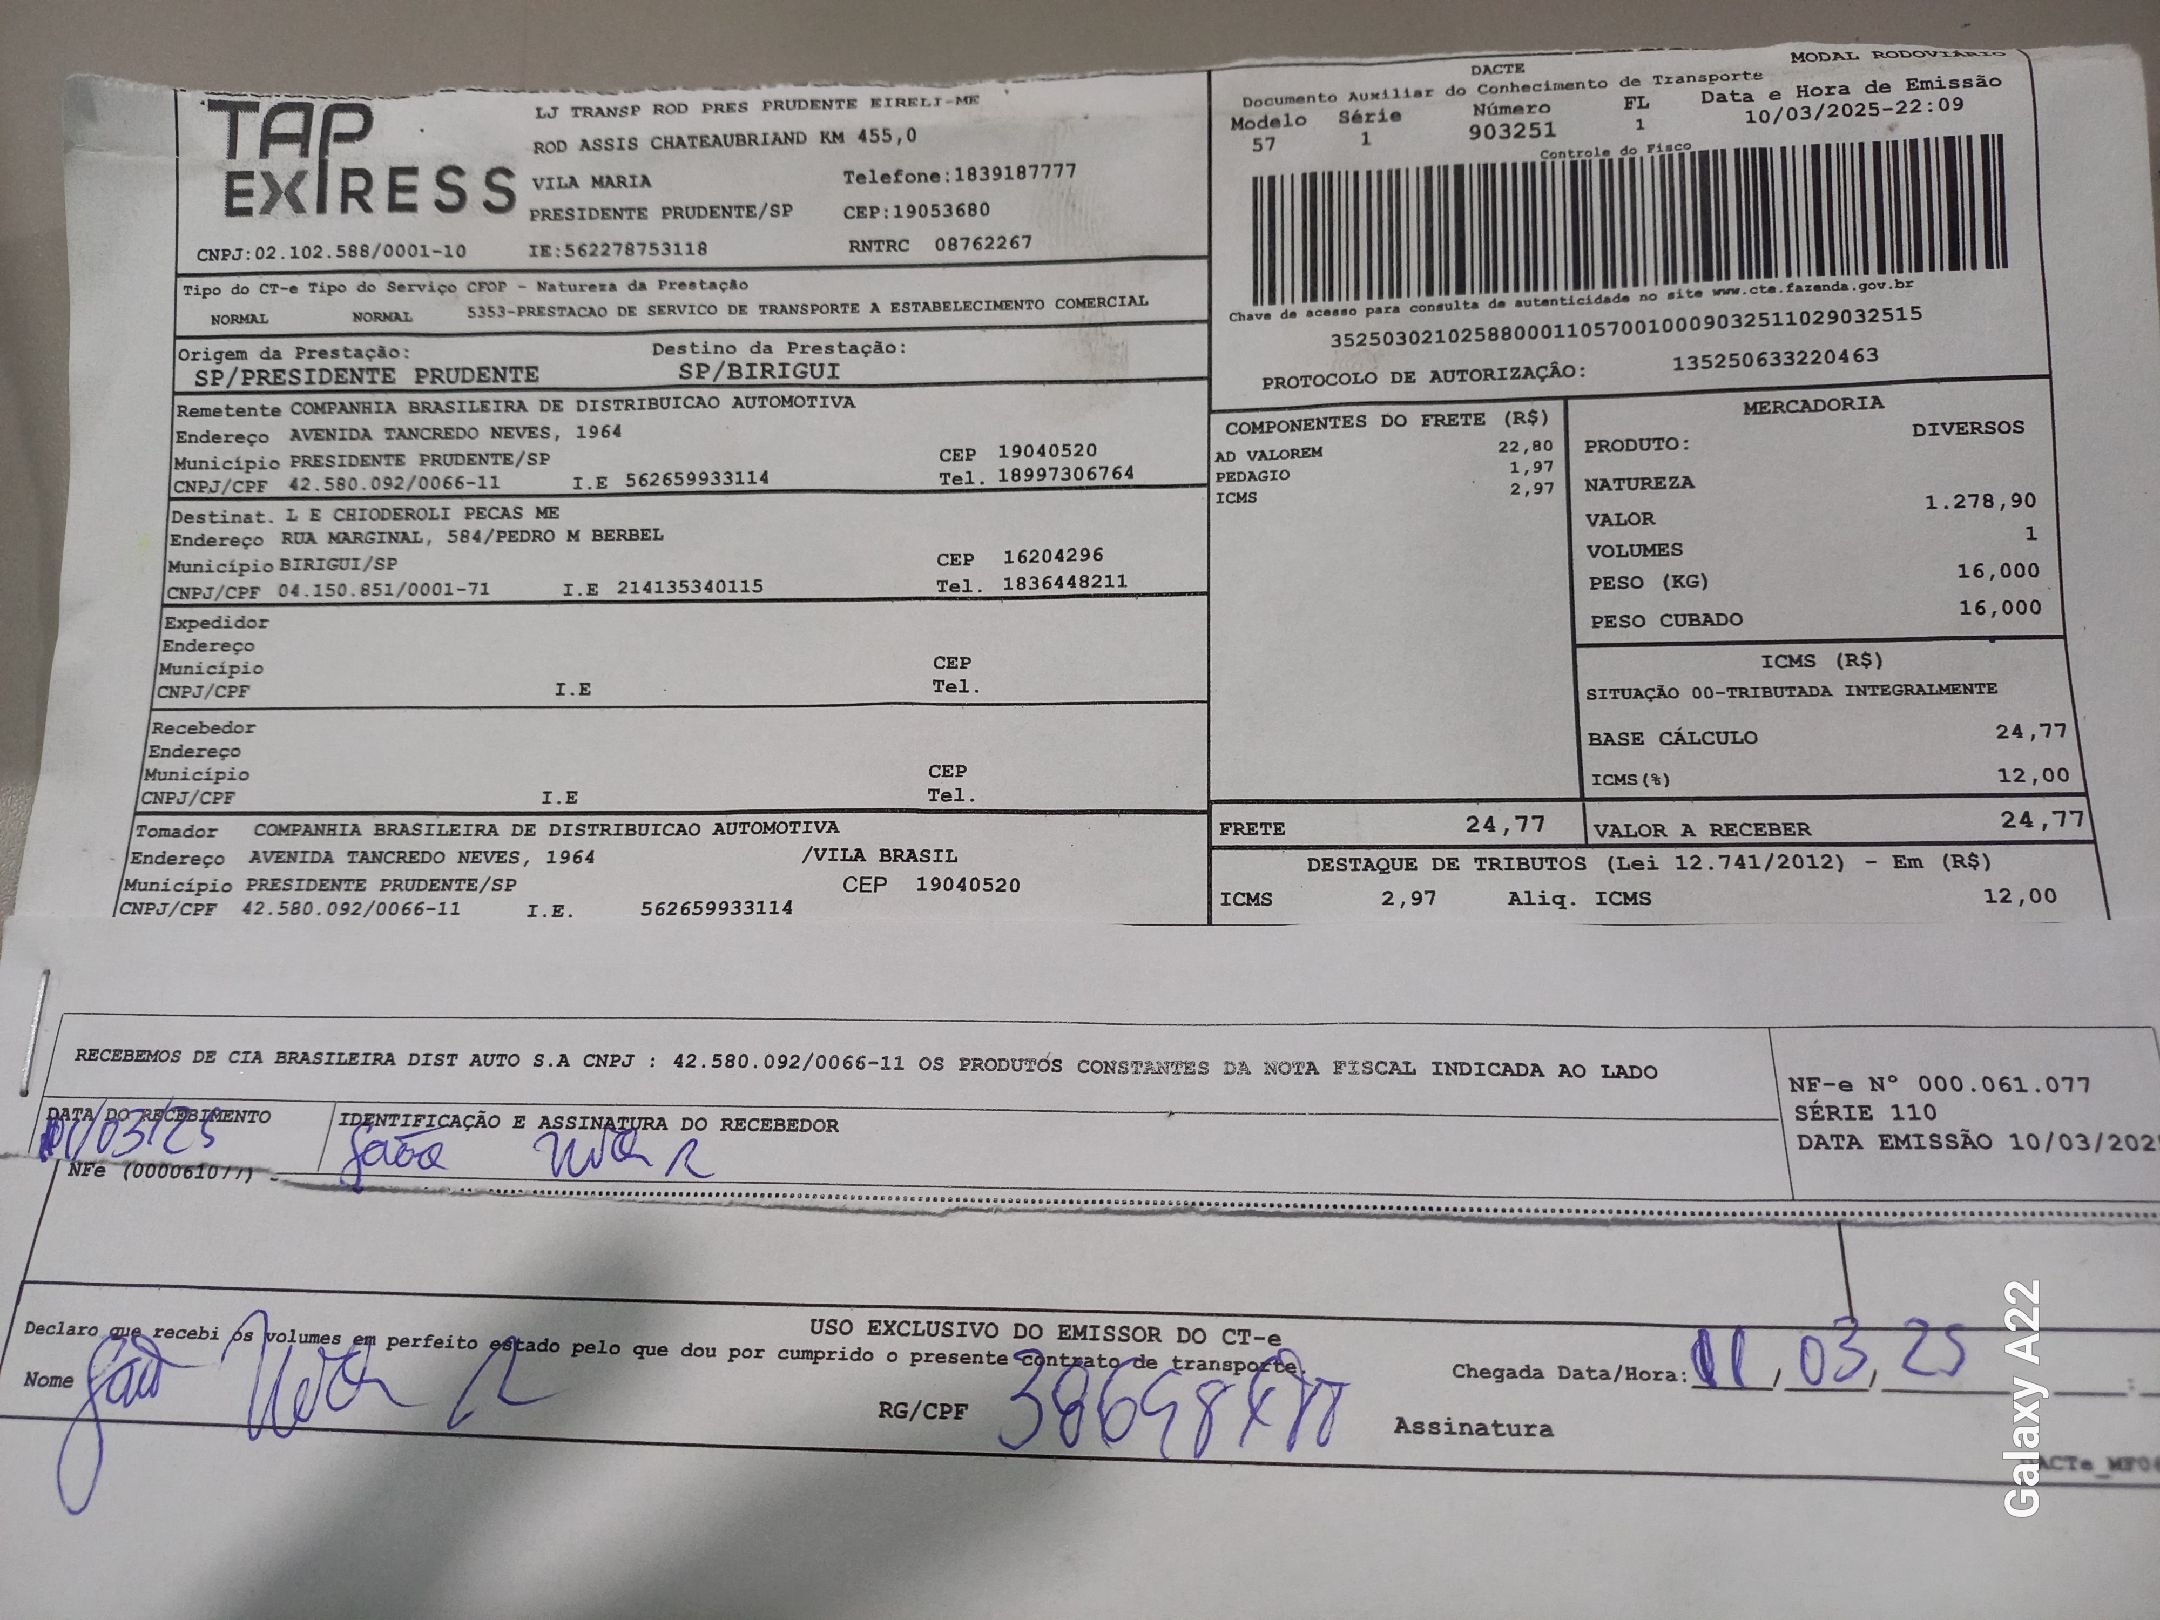 TAP EXPRESS
LJ TRANSP ROD PRES PRUDENTE EIRELI-ME
ROD ASSIS CHATEAUBRIAND KM 455,0
VILA MARIA Telefone:1839187777
PRESIDENTE PRUDENTE/SP CEP:19053680
CNPJ:02.102.588/0001-10 IE:562278753118 RNTRC 08762267
Tipo do CT-e Tipo do Serviço CFOP - Natureza da Prestação
NORMAL NORMAL 5353-PRESTACAO DE SERVICO DE TRANSPORTE A ESTABELECIMENTO COMERCIAL
Origem da Prestação: Destino da Prestação:
SP/PRESIDENTE PRUDENTE SP/BIRIGUI
Remetente COMPANHIA BRASILEIRA DE DISTRIBUICAO AUTOMOTIVA
Endereço AVENIDA TANCREDO NEVES, 1964
Município PRESIDENTE PRUDENTE/SP CEP 19040520
CNPJ/CPF 42.580.092/0066-11 I.E 562659933114 Tel. 18997306764
Destinat. L E CHIODEROLI PECAS ME
Endereço RUA MARGINAL, 584/PEDRO M BERBEL
Município BIRIGUI/SP CEP 16204296
CNPJ/CPF 04.150.851/0001-71 I.E 214135340115 Tel. 1836448211
Expedidor
Endereço
Município CEP
CNPJ/CPF I.E Tel.
Recebedor
Endereço
Município CEP
CNPJ/CPF I.E Tel.
Tomador COMPANHIA BRASILEIRA DE DISTRIBUICAO AUTOMOTIVA
Endereço AVENIDA TANCREDO NEVES, 1964 /VILA BRASIL
Município PRESIDENTE PRUDENTE/SP CEP 19040520
CNPJ/CPF 42.580.092/0066-11 I.E. 562659933114
DACTE MODAL RODOVIÁRIO
Documento Auxiliar do Conhecimento de Transporte
Modelo Série Número FL Data e Hora de Emissão
57 1 903251 1 10/03/2025-22:09
Controle do Fisco
Chave de acesso para consulta de autenticidade no site www.cte.fazenda.gov.br
35250302102588000110570010009032511029032515
PROTOCOLO DE AUTORIZAÇÃO: 135250633220463
COMPONENTES DO FRETE (R$)
AD VALOREM 22,80
PEDAGIO 1,97
ICMS 2,97
MERCADORIA
PRODUTO: DIVERSOS
NATUREZA
VALOR 1.278,90
VOLUMES 1
PESO (KG) 16,000
PESO CUBADO 16,000
ICMS (R$)
SITUAÇÃO 00-TRIBUTADA INTEGRALMENTE
BASE CÁLCULO 24,77
ICMS(%) 12,00
FRETE 24,77 VALOR A RECEBER 24,77
DESTAQUE DE TRIBUTOS (Lei 12.741/2012) - Em (R$)
ICMS 2,97 Aliq. ICMS 12,00
RECEBEMOS DE CIA BRASILEIRA DIST AUTO S.A CNPJ : 42.580.092/0066-11 OS PRODUTOS CONSTANTES DA NOTA FISCAL INDICADA AO LADO
NF-e Nº 000.061.077
SÉRIE 110
DATA EMISSÃO 10/03/202
DATA DO RECEBIMENTO IDENTIFICAÇÃO E ASSINATURA DO RECEBEDOR
11/03/25 João
NFe (000061077)
USO EXCLUSIVO DO EMISSOR DO CT-e
Declaro que recebi os volumes em perfeito estado pelo que dou por cumprido o presente contrato de transporte.
Nome João
RG/CPF
Chegada Data/Hora: 11,03,25 :
Assinatura
Galaxy A22